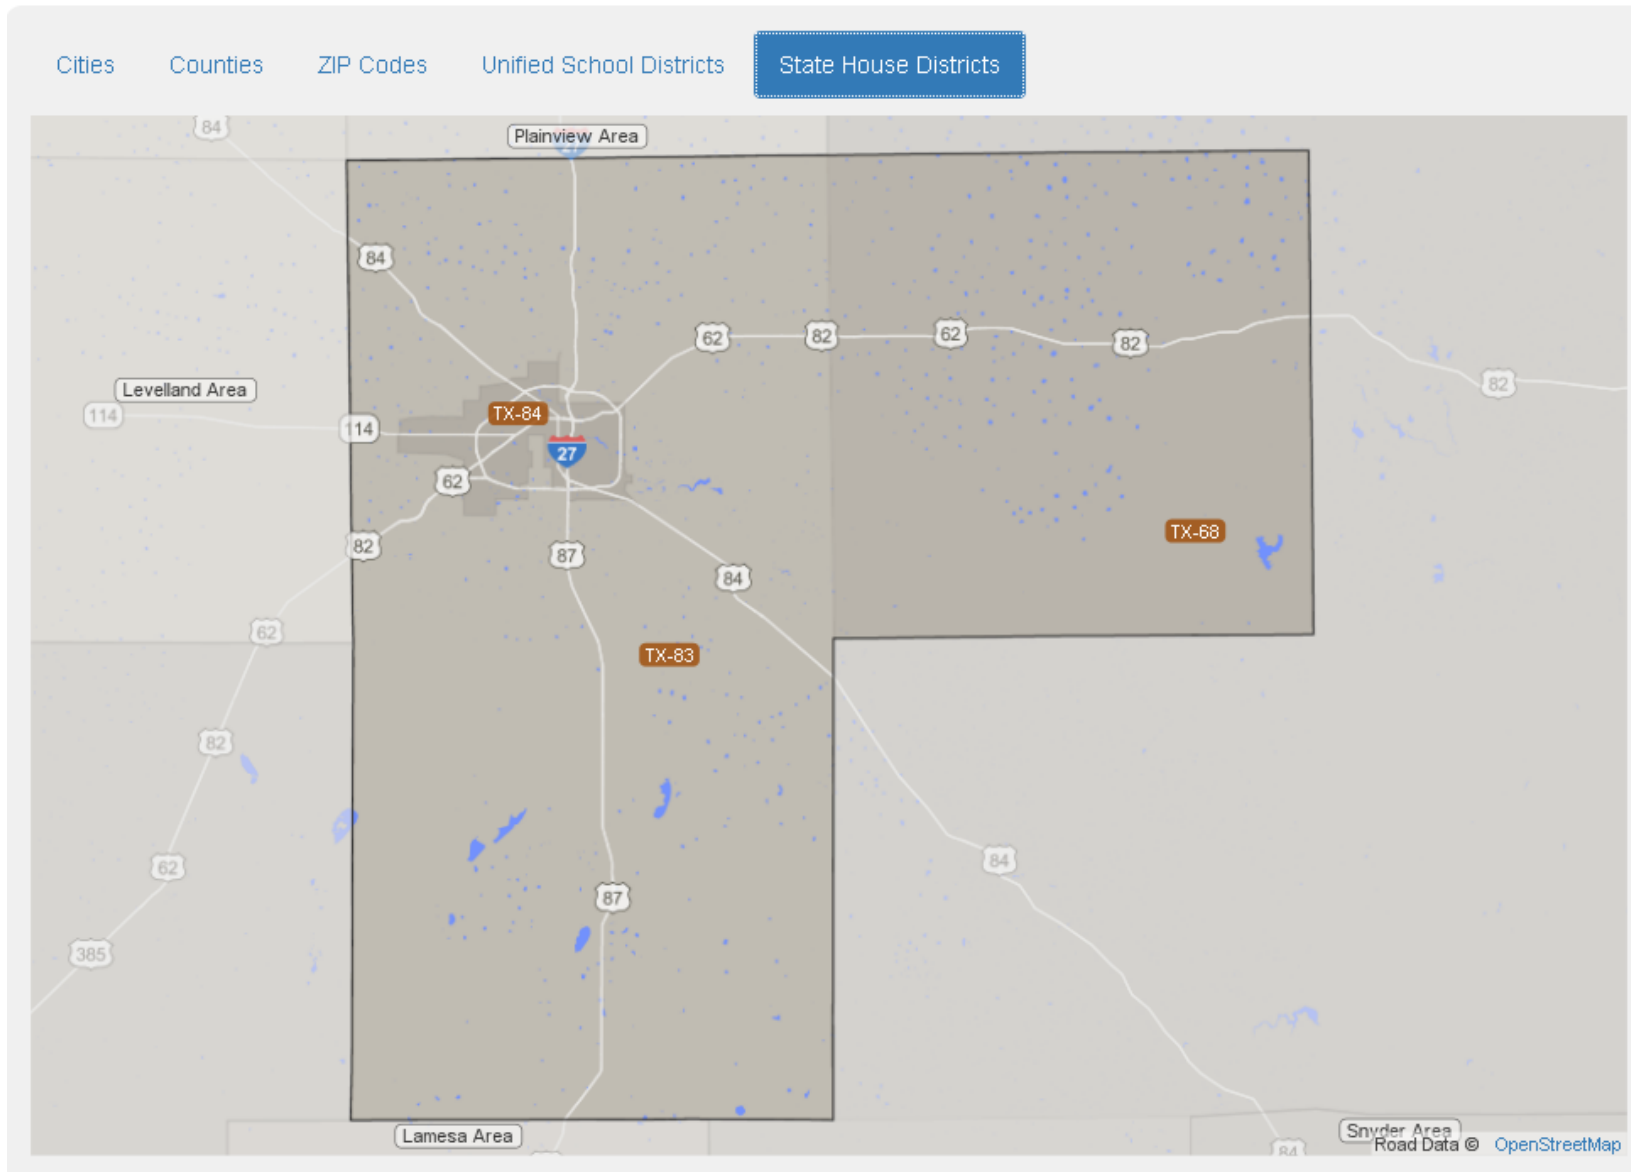 Cities Counties ZIP Codes Unified School Districts State House Districts
84
Plainview Area
84
62 82 62 82
82
Levelland Area
114
114
TX-84
27
62
TX-68
82
87
84
62
TX-83
82
62
84
87
385
Lamesa Area
Snyder Area
84
Road Data © OpenStreetMap